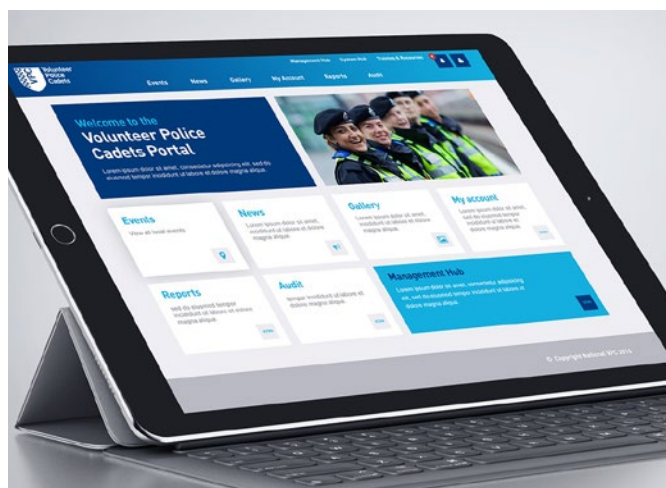 Volunteer
Police
Cadets
Management Hub System Hub Trustee & Resources
Events News Gallery My Account Reports Audit
Welcome to the
Volunteer Police
Cadets Portal
Lorem ipsum dolor sit amet, consectetur adipiscing elit, sed do
eiusmod tempor incididunt ut labore et dolore magna aliqua.
Events
View all local events
News
Lorem ipsum dolor sit amet,
incididunt ut labore et dolore
magna aliqua.
Gallery
Lorem ipsum dolor sit amet,
incididunt ut labore et dolore
magna aliqua.
My account
Lorem ipsum dolor sit amet,
sed do eiusmod tempor
incididunt ut labore et
dolore magna aliqua.
Reports
sed do eiusmod tempor
incididunt ut labore et dolore
magna aliqua.
Audit
tempor incididunt ut labore et
dolore magna aliqua.
Management Hub
Lorem ipsum dolor sit amet, consectetur adipiscing
elit, sed do eiusmod tempor incididunt ut labore et
dolore magna aliqua.
© Copyright National VPC 2016